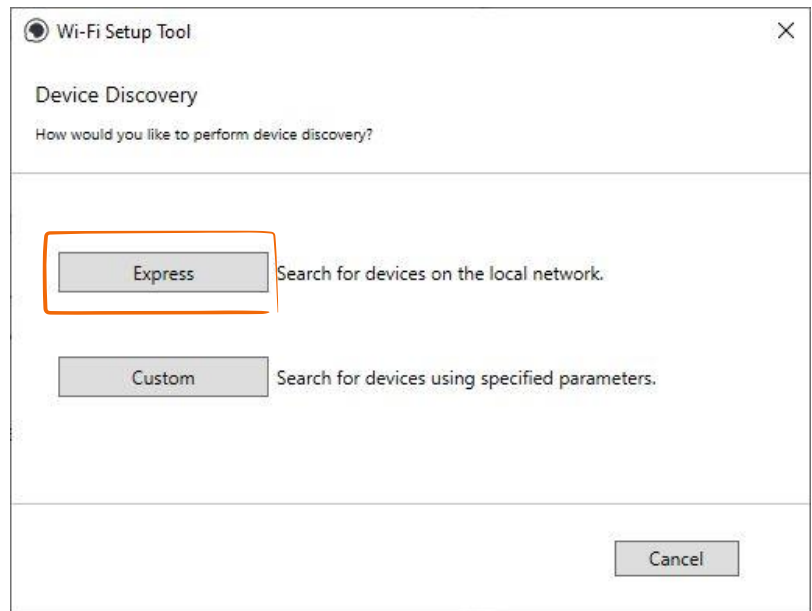 Wi-Fi Setup Tool
Device Discovery
How would you like to perform device discovery?
Express Search for devices on the local network.
Custom Search for devices using specified parameters.
Cancel